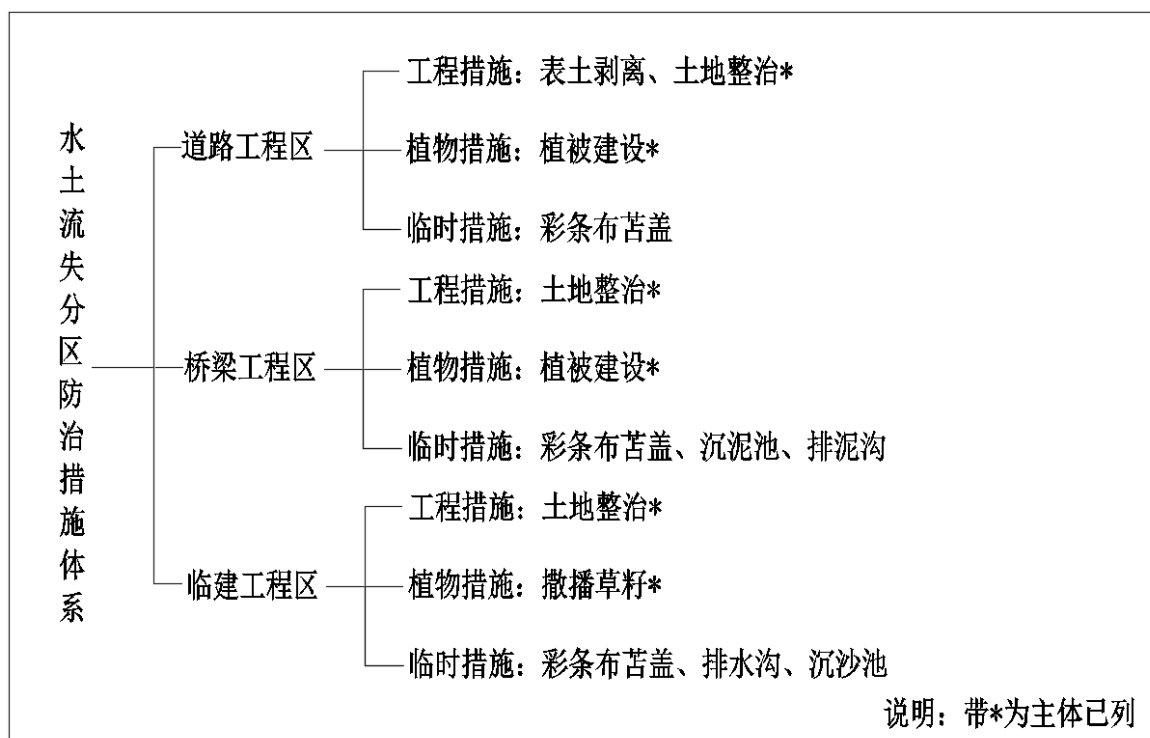 水土流失分区防治措施体系
道路工程区
工程措施：表土剥离、土地整治*
植物措施：植被建设*
临时措施：彩条布苫盖
桥梁工程区
工程措施：土地整治*
植物措施：植被建设*
临时措施：彩条布苫盖、沉泥池、排泥沟
临建工程区
工程措施：土地整治*
植物措施：撒播草籽*
临时措施：彩条布苫盖、排水沟、沉沙池
说明：带*为主体已列